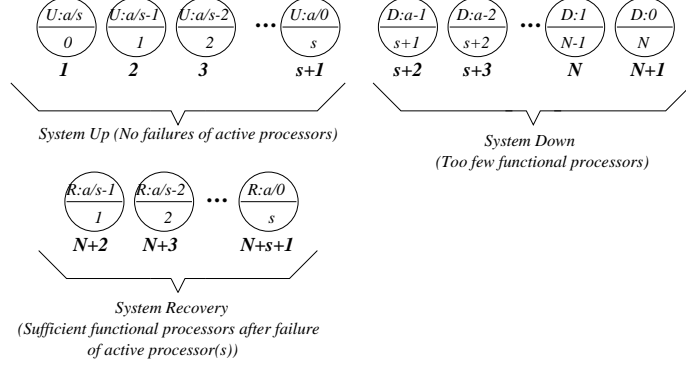 U:a/s U:a/s-1 U:a/s-2 ... U:a/0 D:a-1 D:a-2 ... D:1 D:0
0 1 2 s s+1 s+2 N-1 N
1 2 3 s+1 s+2 s+3 N N+1
System Up (No failures of active processors) System Down
(Too few functional processors)
R:a/s-1 R:a/s-2 ... R:a/0
1 2 s
N+2 N+3 N+s+1
System Recovery
(Sufficient functional processors after failure
of active processor(s))